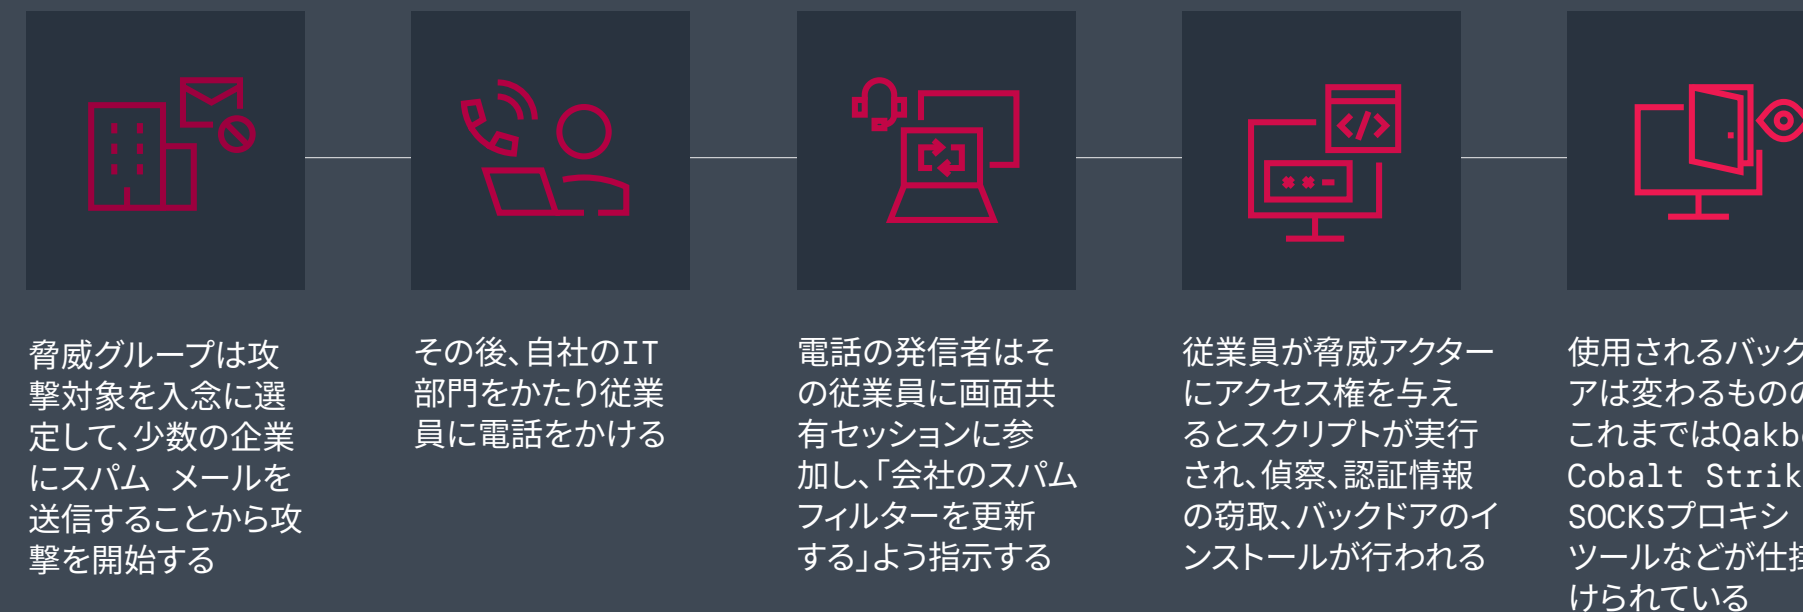 脅威グループは攻
撃対象を入念に選
定して、少数の企業
にスパム メールを
送信することから攻
撃を開始する
その後、自社のIT
部門をかたり従業
員に電話をかける
電話の発信者はそ
の従業員に画面共
有セッションに参
加し、「会社のスパム
フィルターを更新
する」よう指示する
従業員が脅威アクター
にアクセス権を与え
るとスクリプトが実行
され、偵察、認証情報
の窃取、バックドアのイ
ンストールが行われる
使用されるバック
アは変わるものの
これまではQakb
Cobalt Strik
SOCKSプロキシ
ツールなどが仕掛
けられている